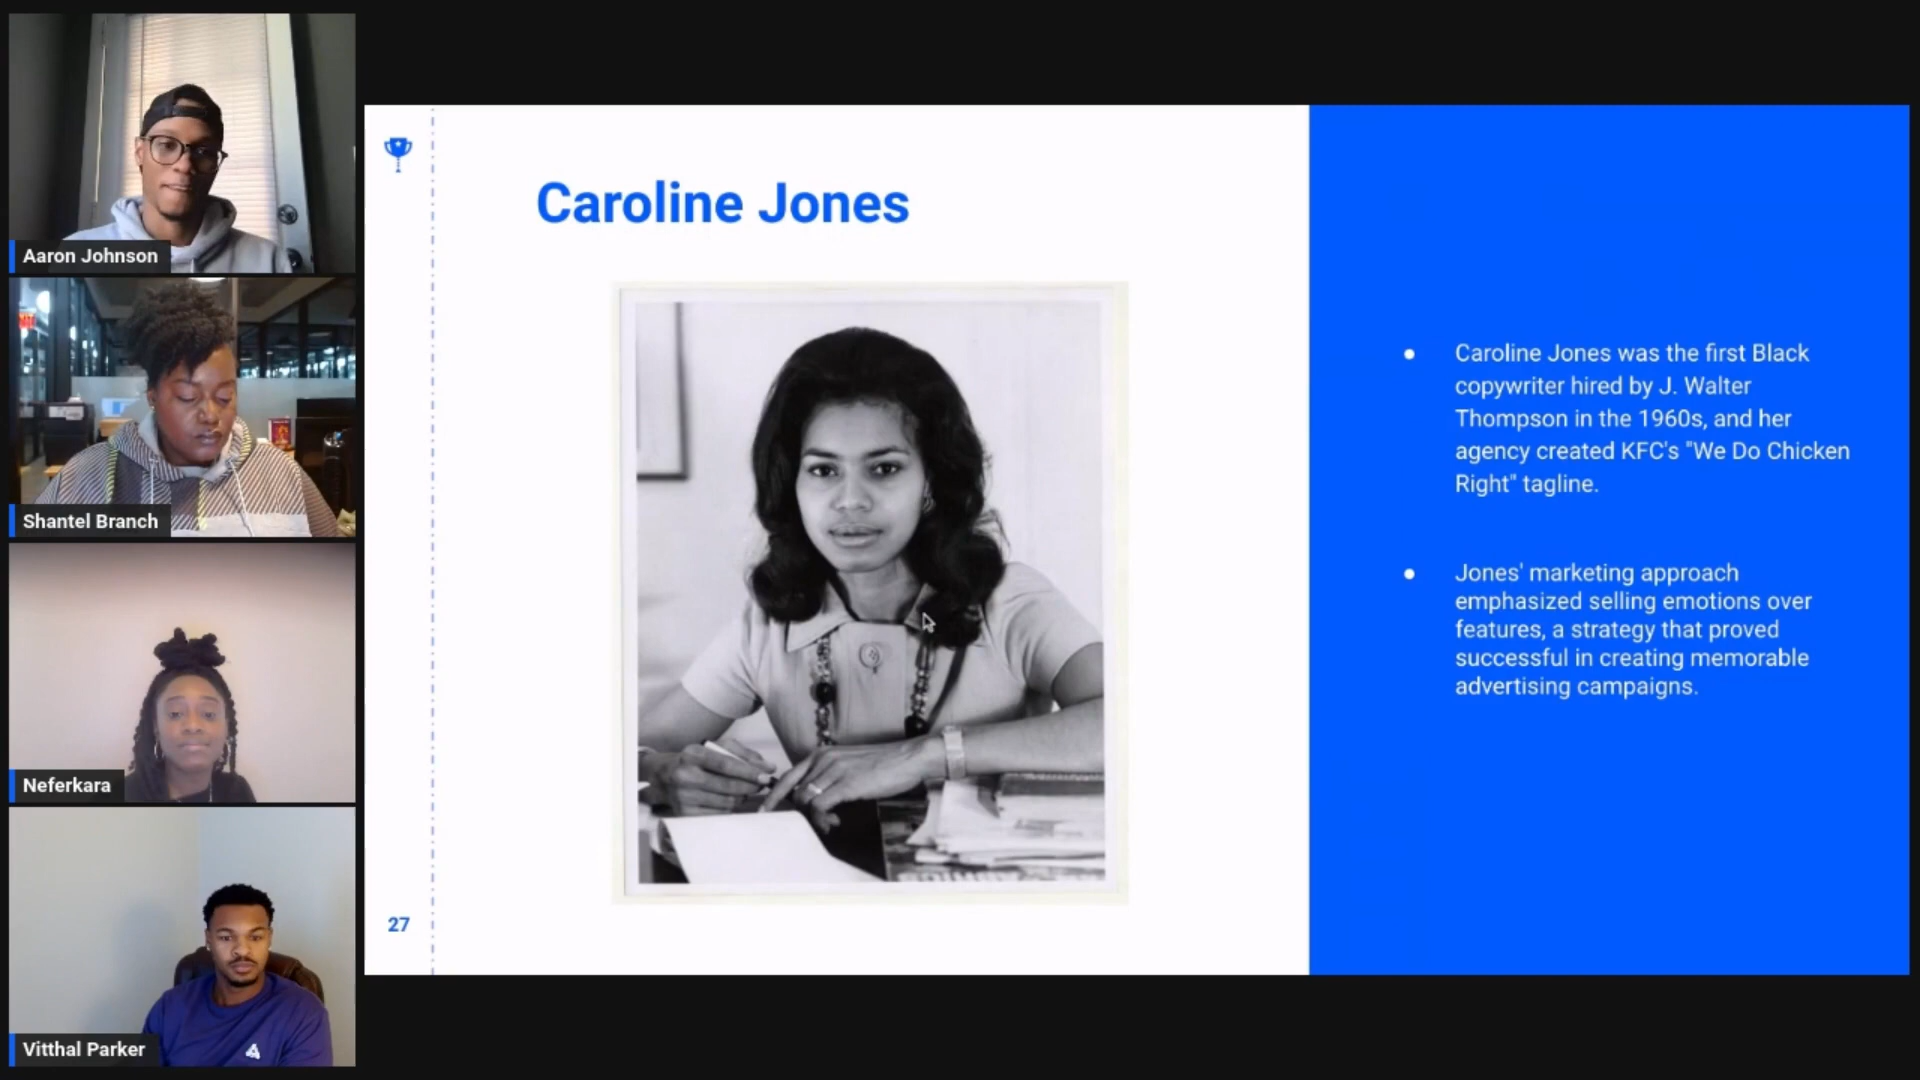 Aaron Johnson
Shantel Branch
Neferkara
Vitthal Parker
Caroline Jones
27
● Caroline Jones was the first Black
copywriter hired by J. Walter
Thompson in the 1960s, and her
agency created KFC's "We Do Chicken
Right" tagline.
● Jones' marketing approach
emphasized selling emotions over
features, a strategy that proved
successful in creating memorable
advertising campaigns.